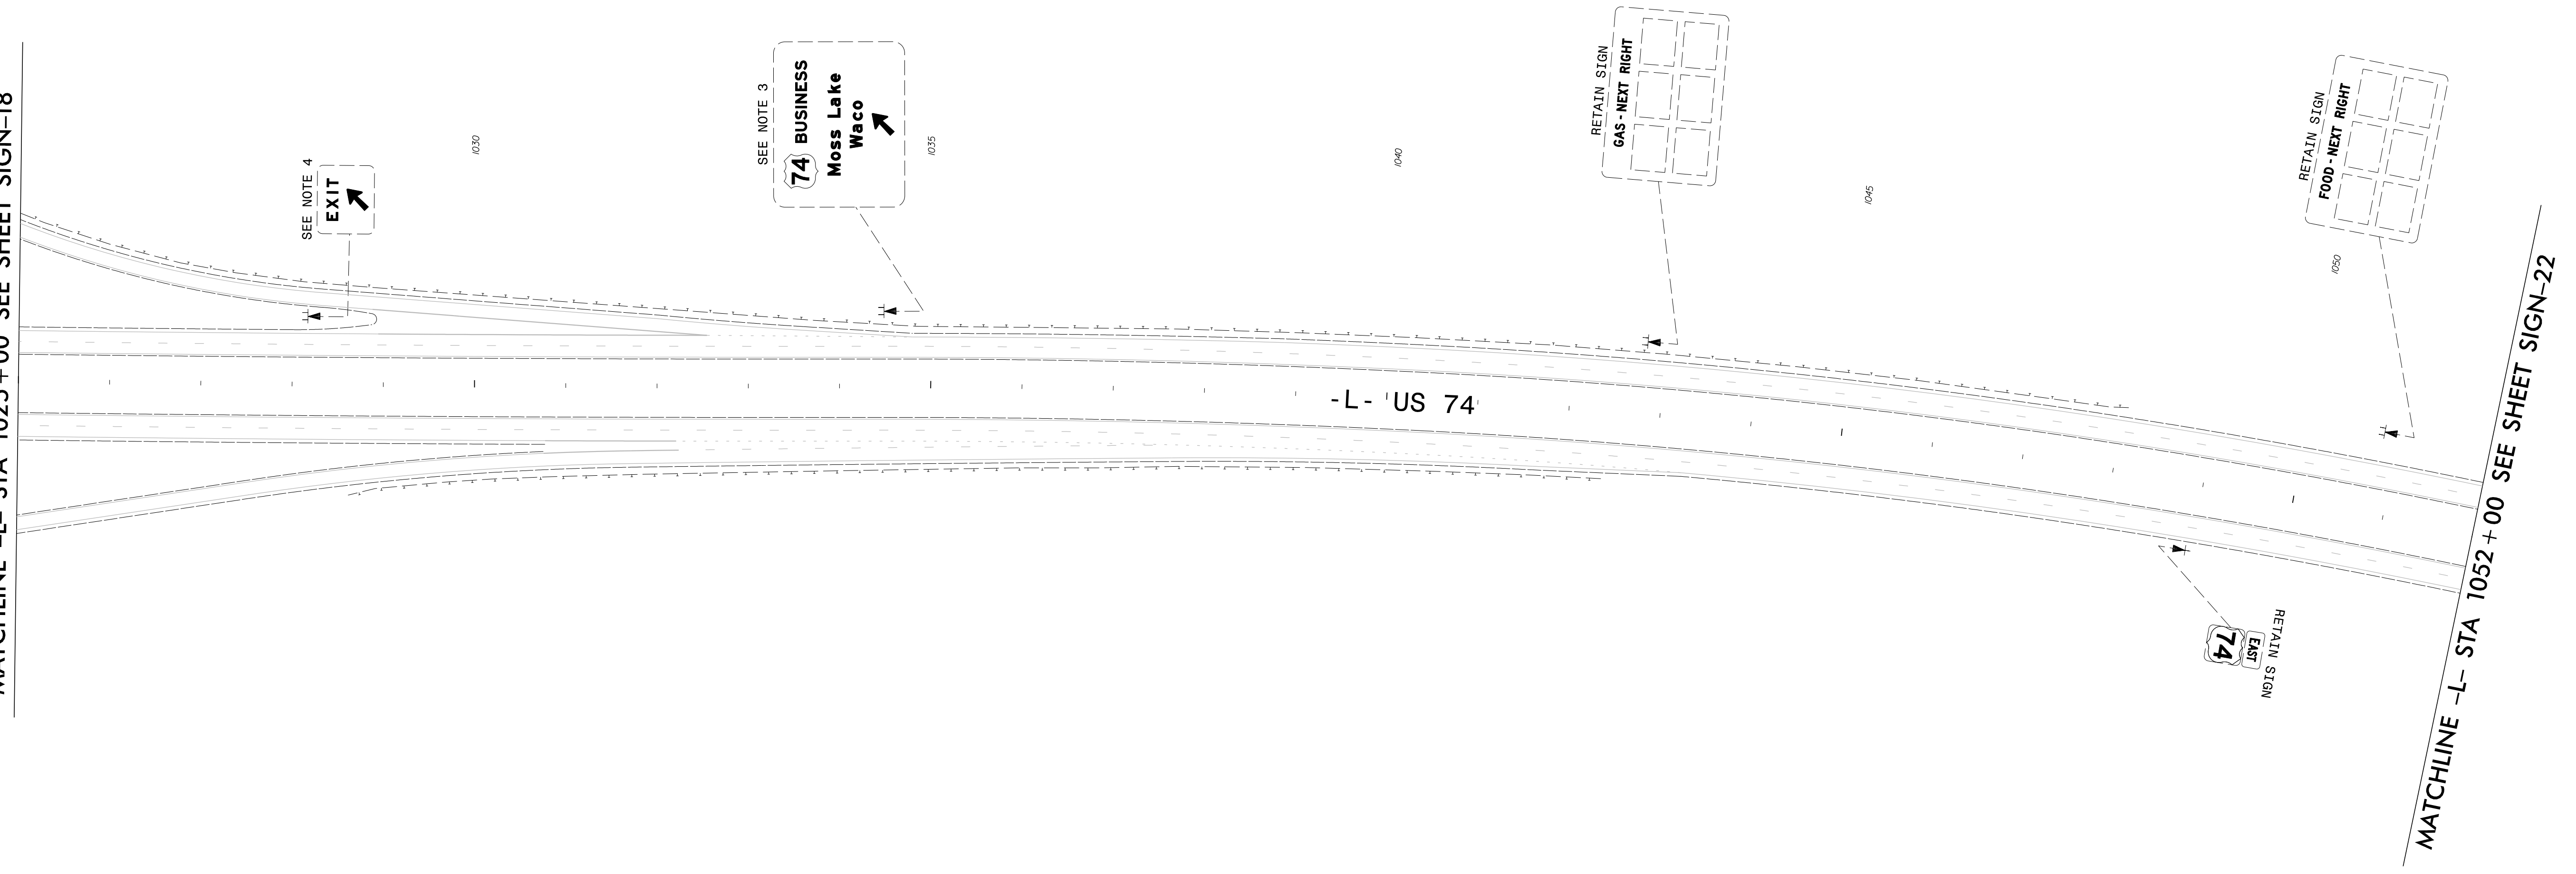 MATCHLINE -L- STA 1025+00 SEE SHEET SIGN-18
SEE NOTE 4
EXIT
1030
SEE NOTE 3
74 BUSINESS
Moss Lake
Waco
1035
1040
RETAIN SIGN
GAS - NEXT RIGHT
1045
RETAIN SIGN
FOOD - NEXT RIGHT
1050
-L- US 74
EAST
74
RETAIN SIGN
MATCHLINE -L- STA 1052+00 SEE SHEET SIGN-22